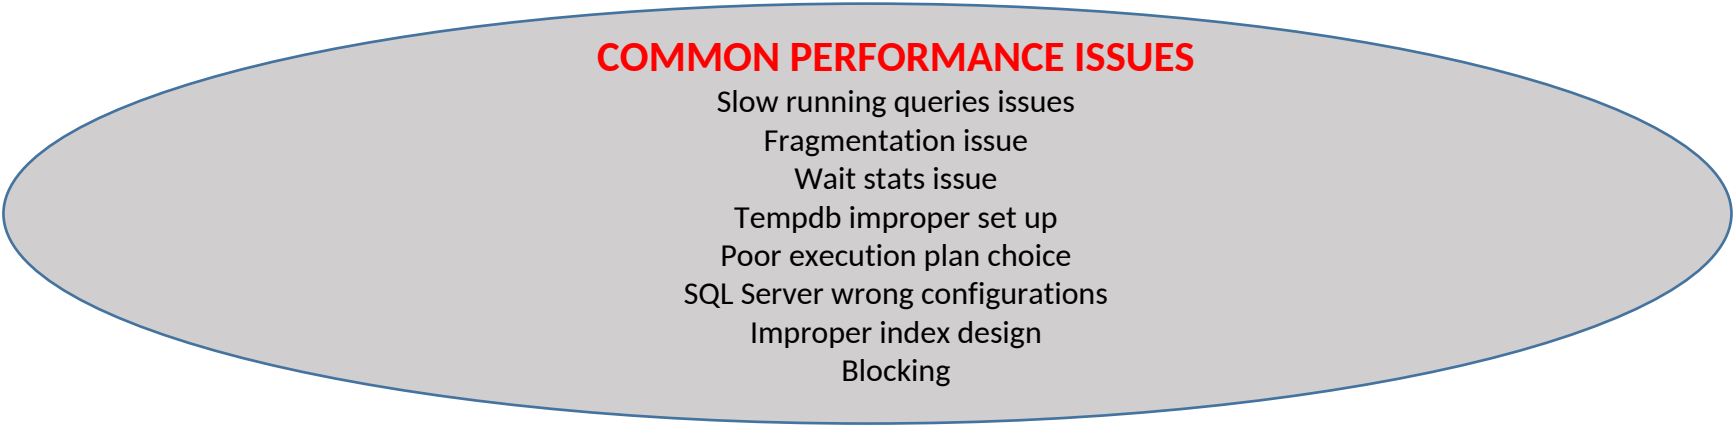 COMMON PERFORMANCE ISSUES
Slow running queries issues
Fragmentation issue
Wait stats issue
Tempdb improper set up
Poor execution plan choice
SQL Server wrong configurations
Improper index design
Blocking